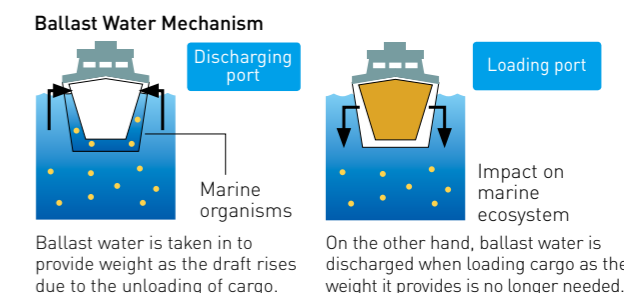 Ballast Water Mechanism
Discharging
port
Loading port
Marine
organisms
Impact on
marine
ecosystem
Ballast water is taken in to
provide weight as the draft rises
due to the unloading of cargo.
On the other hand, ballast water is
discharged when loading cargo as the
weight it provides is no longer needed.